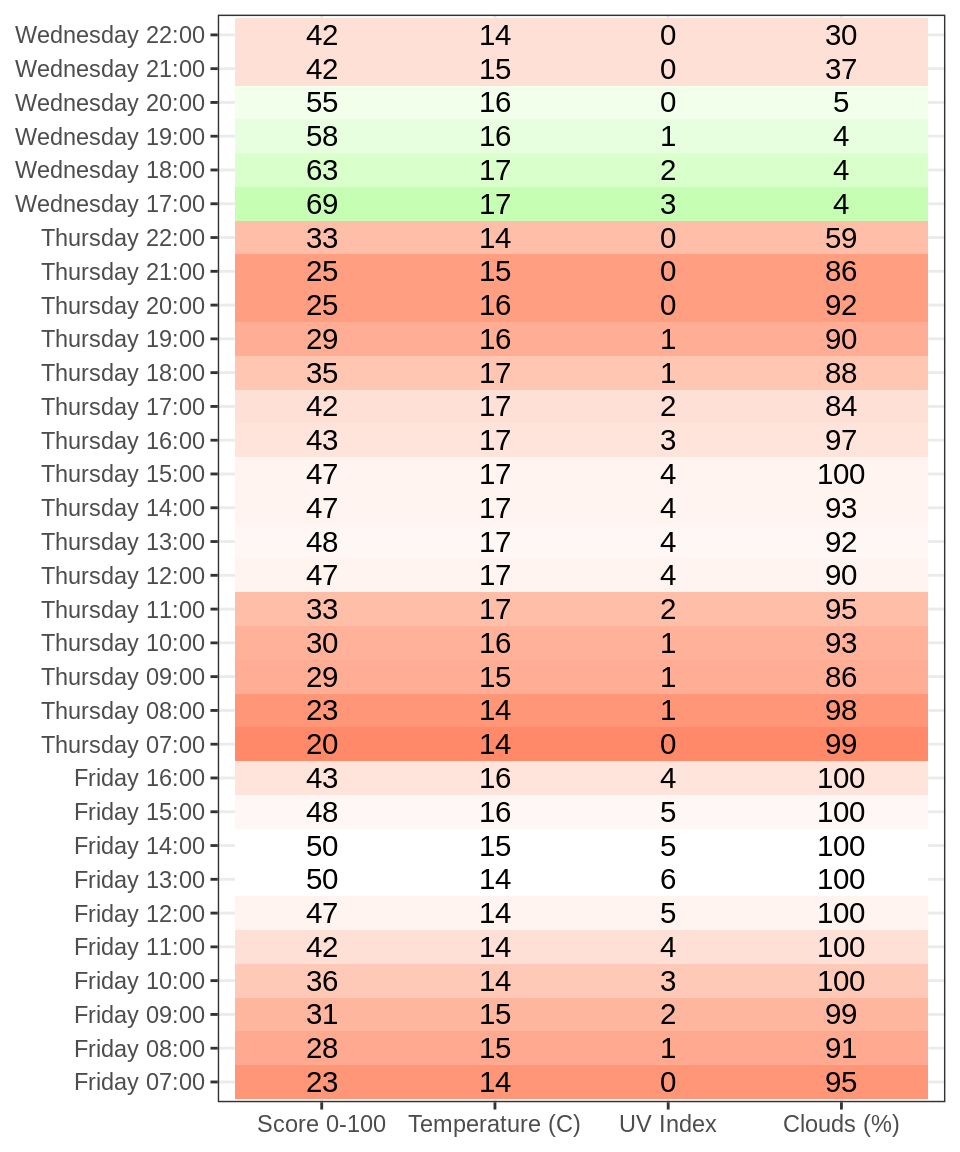 Wednesday 22:00 42 14 0 30
Wednesday 21:00 42 15 0 37
Wednesday 20:00 55 16 0 5
Wednesday 19:00 58 16 1 4
Wednesday 18:00 63 17 2 4
Wednesday 17:00 69 17 3 4
Thursday 22:00 33 14 0 59
Thursday 21:00 25 15 0 86
Thursday 20:00 25 16 0 92
Thursday 19:00 29 16 1 90
Thursday 18:00 35 17 1 88
Thursday 17:00 42 17 2 84
Thursday 16:00 43 17 3 97
Thursday 15:00 47 17 4 100
Thursday 14:00 47 17 4 93
Thursday 13:00 48 17 4 92
Thursday 12:00 47 17 4 90
Thursday 11:00 33 17 2 95
Thursday 10:00 30 16 1 93
Thursday 09:00 29 15 1 86
Thursday 08:00 23 14 1 98
Thursday 07:00 20 14 0 99
Friday 16:00 43 16 4 100
Friday 15:00 48 16 5 100
Friday 14:00 50 15 5 100
Friday 13:00 50 14 6 100
Friday 12:00 47 14 5 100
Friday 11:00 42 14 4 100
Friday 10:00 36 14 3 100
Friday 09:00 31 15 2 99
Friday 08:00 28 15 1 91
Friday 07:00 23 14 0 95
Score 0-100 Temperature (C) UV Index Clouds (%)